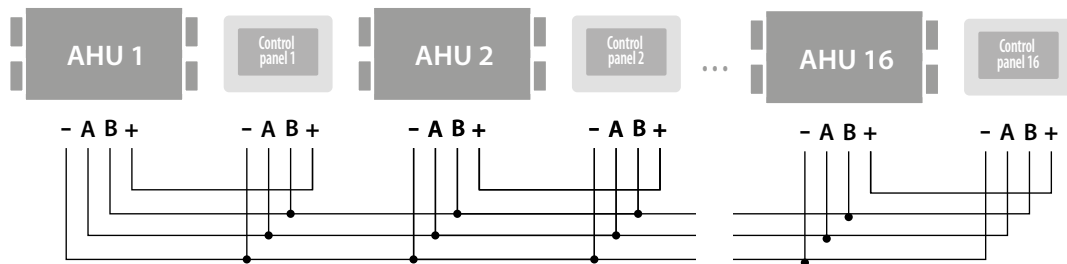 AHU 1
Control
panel 1
AHU 2
Control
panel 2
...
AHU 16
Control
panel 16
- A B +
- A B +
- A B +
- A B +
- A B +
- A B +